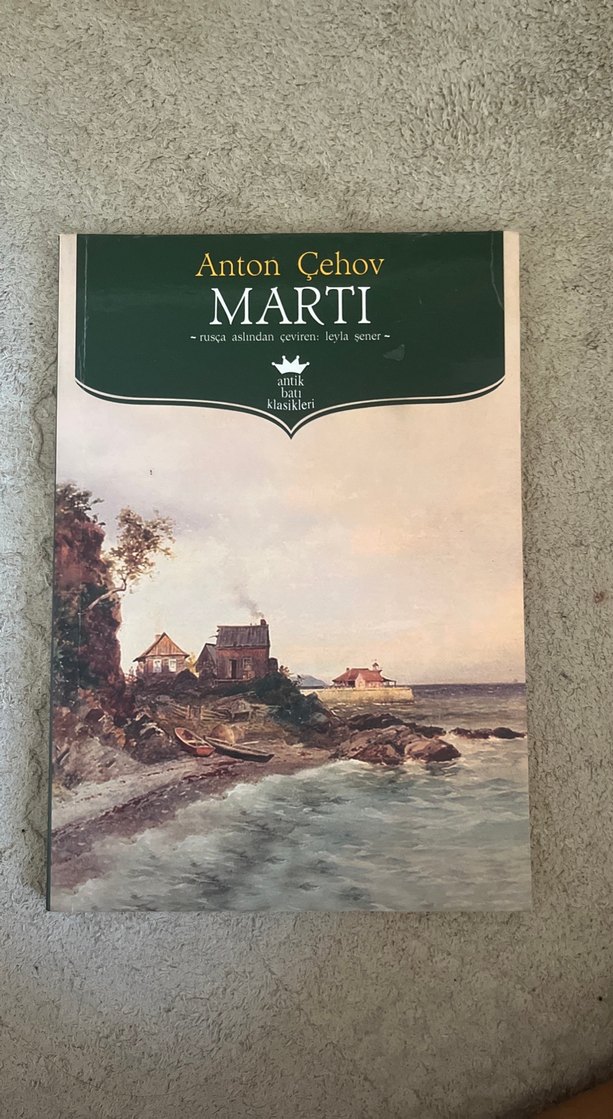 Anton Çehov
MARTI
~ rusça aslından çeviren: leyla şener ~
antik
batı
klasikleri